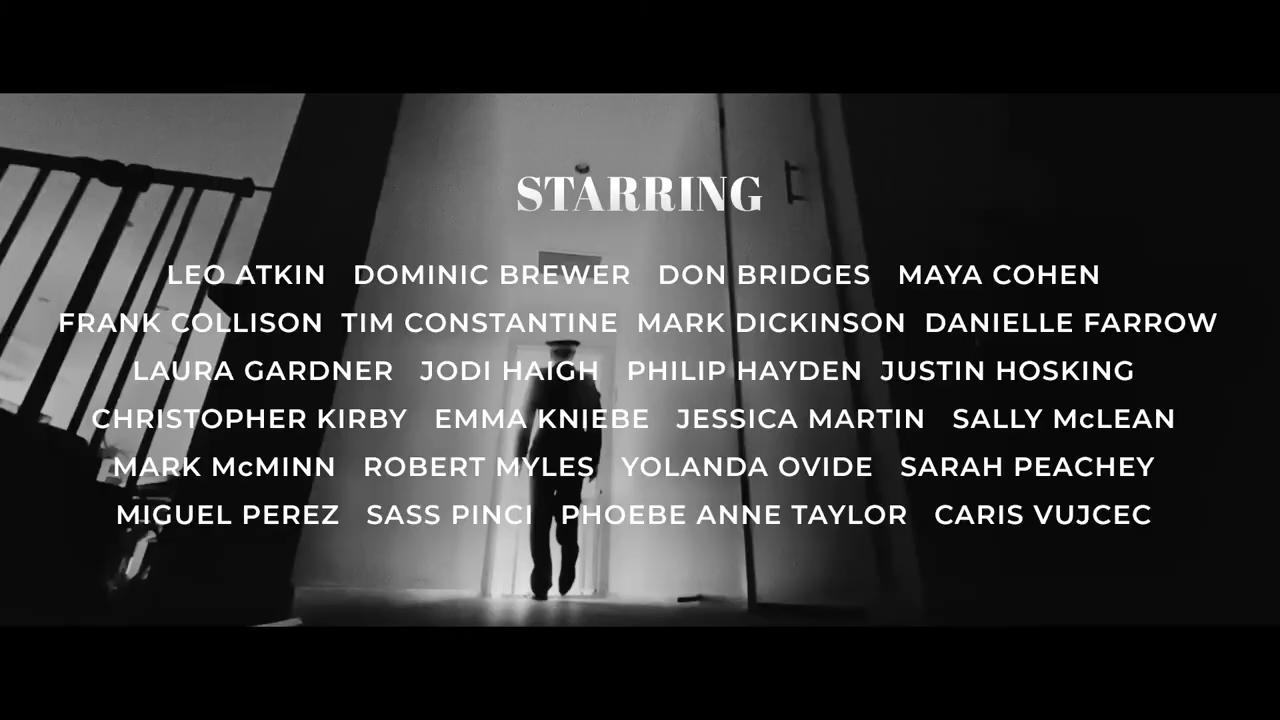 STARRING
LEO ATKIN DOMINIC BREWER DON BRIDGES MAYA COHEN
FRANK COLLISON TIM CONSTANTINE MARK DICKINSON DANIELLE FARROW
LAURA GARDNER JODI HAIGH PHILIP HAYDEN JUSTIN HOSKING
CHRISTOPHER KIRBY EMMA KNIEBE JESSICA MARTIN SALLY McLEAN
MARK McMINN ROBERT MYLES YOLANDA OVIDE SARAH PEACHEY
MIGUEL PEREZ SASS PINCI PHOEBE ANNE TAYLOR CARIS VUJCEC